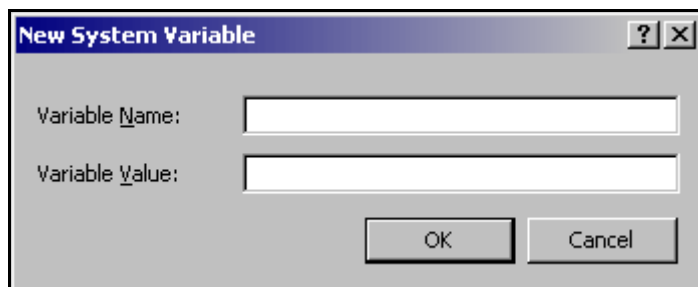 New System Variable
?
Variable Name:
Variable Value:
OK
Cancel